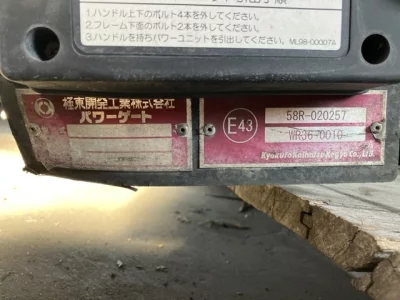 1.ハンドル上下のボルト4本を外してください。
2.フレーム下面のボルト2本を外してください。
3.ハンドルを持ちパワーユニットを引出してください。 ML98-00007A
極東開発工業株式会社
パワーゲート
E43
58R-020257
WR36-0010
Kyokuto Kaihatsu Kogyo Co., Ltd.